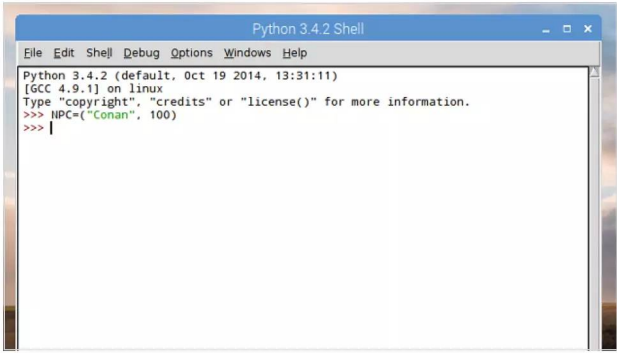 Python 3.4.2 Shell
File Edit Shell Debug Options Windows Help
Python 3.4.2 (default, Oct 19 2014, 13:31:11)
[GCC 4.9.1] on linux
Type "copyright", "credits" or "license()" for more information.
>>> NPC=("Conan", 100)
>>>